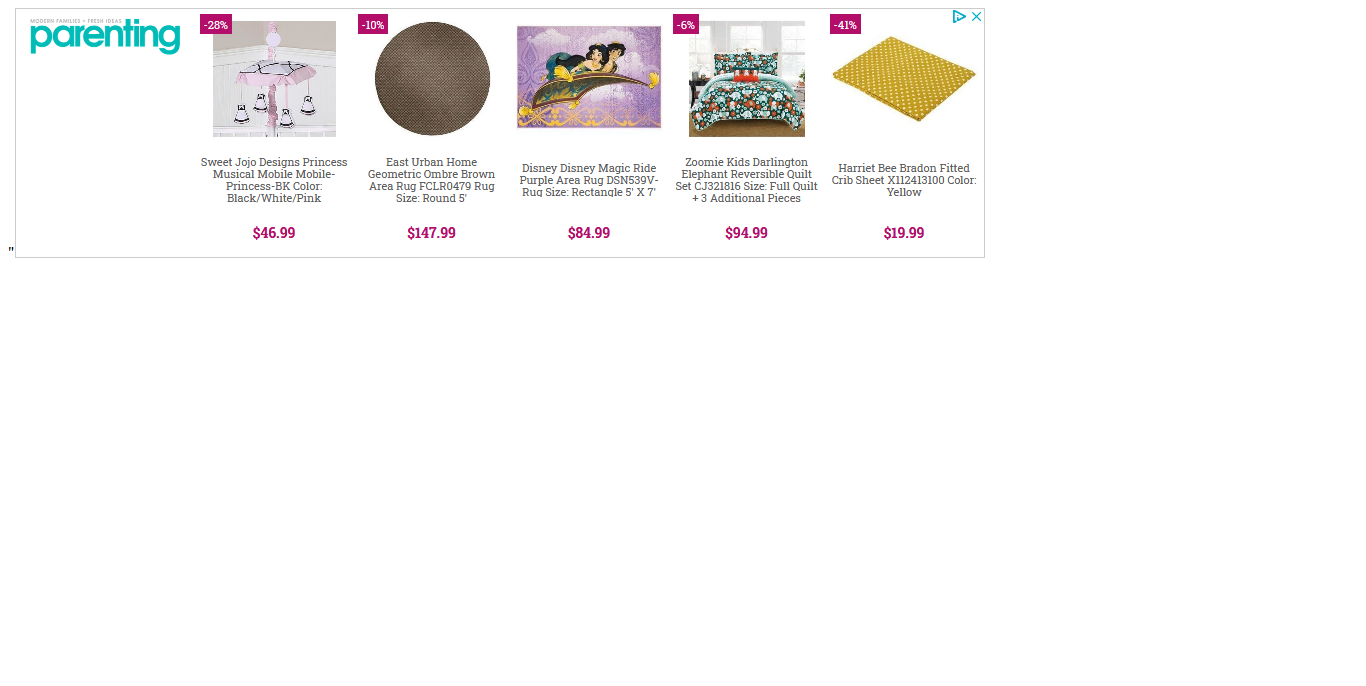 MODERN FAMILIES • FRESH IDEAS
parenting
-28%
Sweet Jojo Designs Princess
Musical Mobile Mobile-
Princess-BK Color:
Black/White/Pink
$46.99
-10%
East Urban Home
Geometric Ombre Brown
Area Rug FCLR0479 Rug
Size: Round 5'
$147.99
Disney Disney Magic Ride
Purple Area Rug DSN539V-
Rug Size: Rectangle 5' X 7'
$84.99
-6%
Zoomie Kids Darlington
Elephant Reversible Quilt
Set CJ321816 Size: Full Quilt
+ 3 Additional Pieces
$94.99
-41%
Harriet Bee Bradon Fitted
Crib Sheet X112413100 Color:
Yellow
$19.99
"